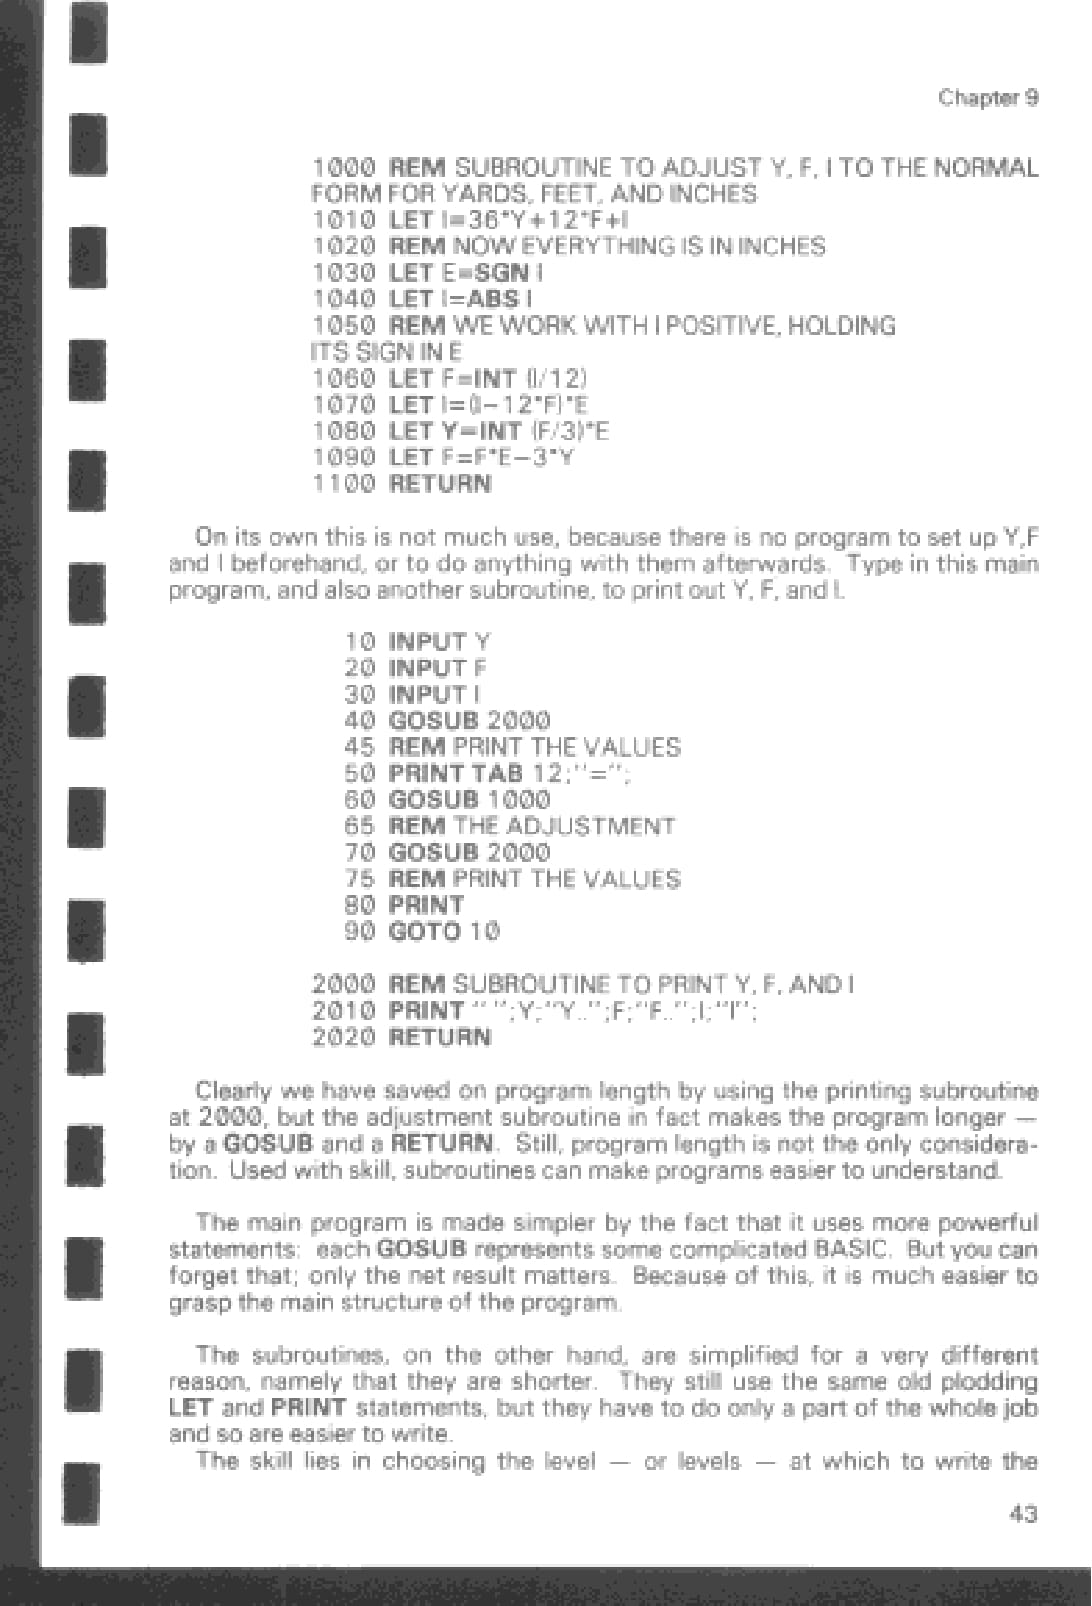 Chapter 9
1000 REM SUBROUTINE TO ADJUST Y, F, I TO THE NORMAL
FORM FOR YARDS, FEET, AND INCHES
1010 LET I=36*Y+12*F+I
1020 REM NOW EVERYTHING IS IN INCHES
1030 LET E=SGN I
1040 LET I=ABS I
1050 REM WE WORK WITH I POSITIVE, HOLDING
ITS SIGN IN E
1060 LET F=INT (I/12)
1070 LET I=(I-12*F)*E
1080 LET Y=INT (F/3)*E
1090 LET F=F*E-3*Y
1100 RETURN
On its own this is not much use, because there is no program to set up Y,F
and I beforehand, or to do anything with them afterwards. Type in this main
program, and also another subroutine, to print out Y, F, and I.
10 INPUT Y
20 INPUT F
30 INPUT I
40 GOSUB 2000
45 REM PRINT THE VALUES
50 PRINT TAB 12;"=";
60 GOSUB 1000
65 REM THE ADJUSTMENT
70 GOSUB 2000
75 REM PRINT THE VALUES
80 PRINT
90 GOTO 10
2000 REM SUBROUTINE TO PRINT Y, F, AND I
2010 PRINT " ";Y;"Y..";F;"F..";I;"I";
2020 RETURN
Clearly we have saved on program length by using the printing subroutine
at 2000, but the adjustment subroutine in fact makes the program longer —
by a GOSUB and a RETURN. Still, program length is not the only considera-
tion. Used with skill, subroutines can make programs easier to understand.
The main program is made simpler by the fact that it uses more powerful
statements: each GOSUB represents some complicated BASIC. But you can
forget that; only the net result matters. Because of this, it is much easier to
grasp the main structure of the program.
The subroutines, on the other hand, are simplified for a very different
reason, namely that they are shorter. They still use the same old plodding
LET and PRINT statements, but they have to do only a part of the whole job
and so are easier to write.
The skill lies in choosing the level — or levels — at which to write the
43